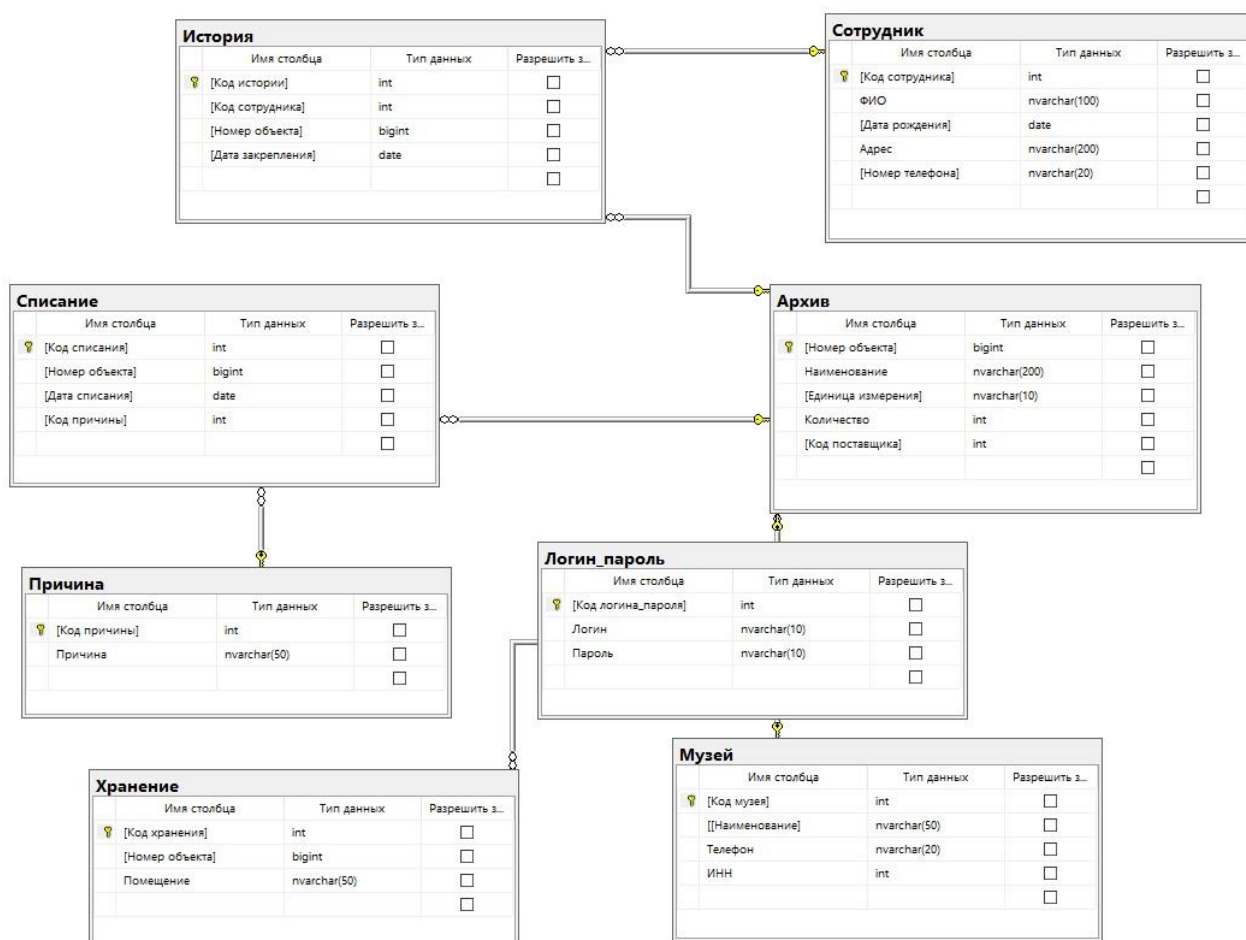 История
Имя столбца Тип данных Разрешить з...
[Код истории] int
[Код сотрудника] int
[Номер объекта] bigint
[Дата закрепления] date
Сотрудник
Имя столбца Тип данных Разрешить з...
[Код сотрудника] int
ФИО nvarchar(100)
[Дата рождения] date
Адрес nvarchar(200)
[Номер телефона] nvarchar(20)
Списание
Имя столбца Тип данных Разрешить з...
[Код списания] int
[Номер объекта] bigint
[Дата списания] date
[Код причины] int
Архив
Имя столбца Тип данных Разрешить з...
[Номер объекта] bigint
Наименование nvarchar(200)
[Единица измерения] nvarchar(10)
Количество int
[Код поставщика] int
Причина
Имя столбца Тип данных Разрешить з...
[Код причины] int
Причина nvarchar(50)
Логин_пароль
Имя столбца Тип данных Разрешить з...
[Код логина_пароля] int
Логин nvarchar(10)
Пароль nvarchar(10)
Хранение
Имя столбца Тип данных Разрешить з...
[Код хранения] int
[Номер объекта] bigint
Помещение nvarchar(50)
Музей
Имя столбца Тип данных Разрешить з...
[Код музея] int
[[Наименование] nvarchar(50)
Телефон nvarchar(20)
ИНН int